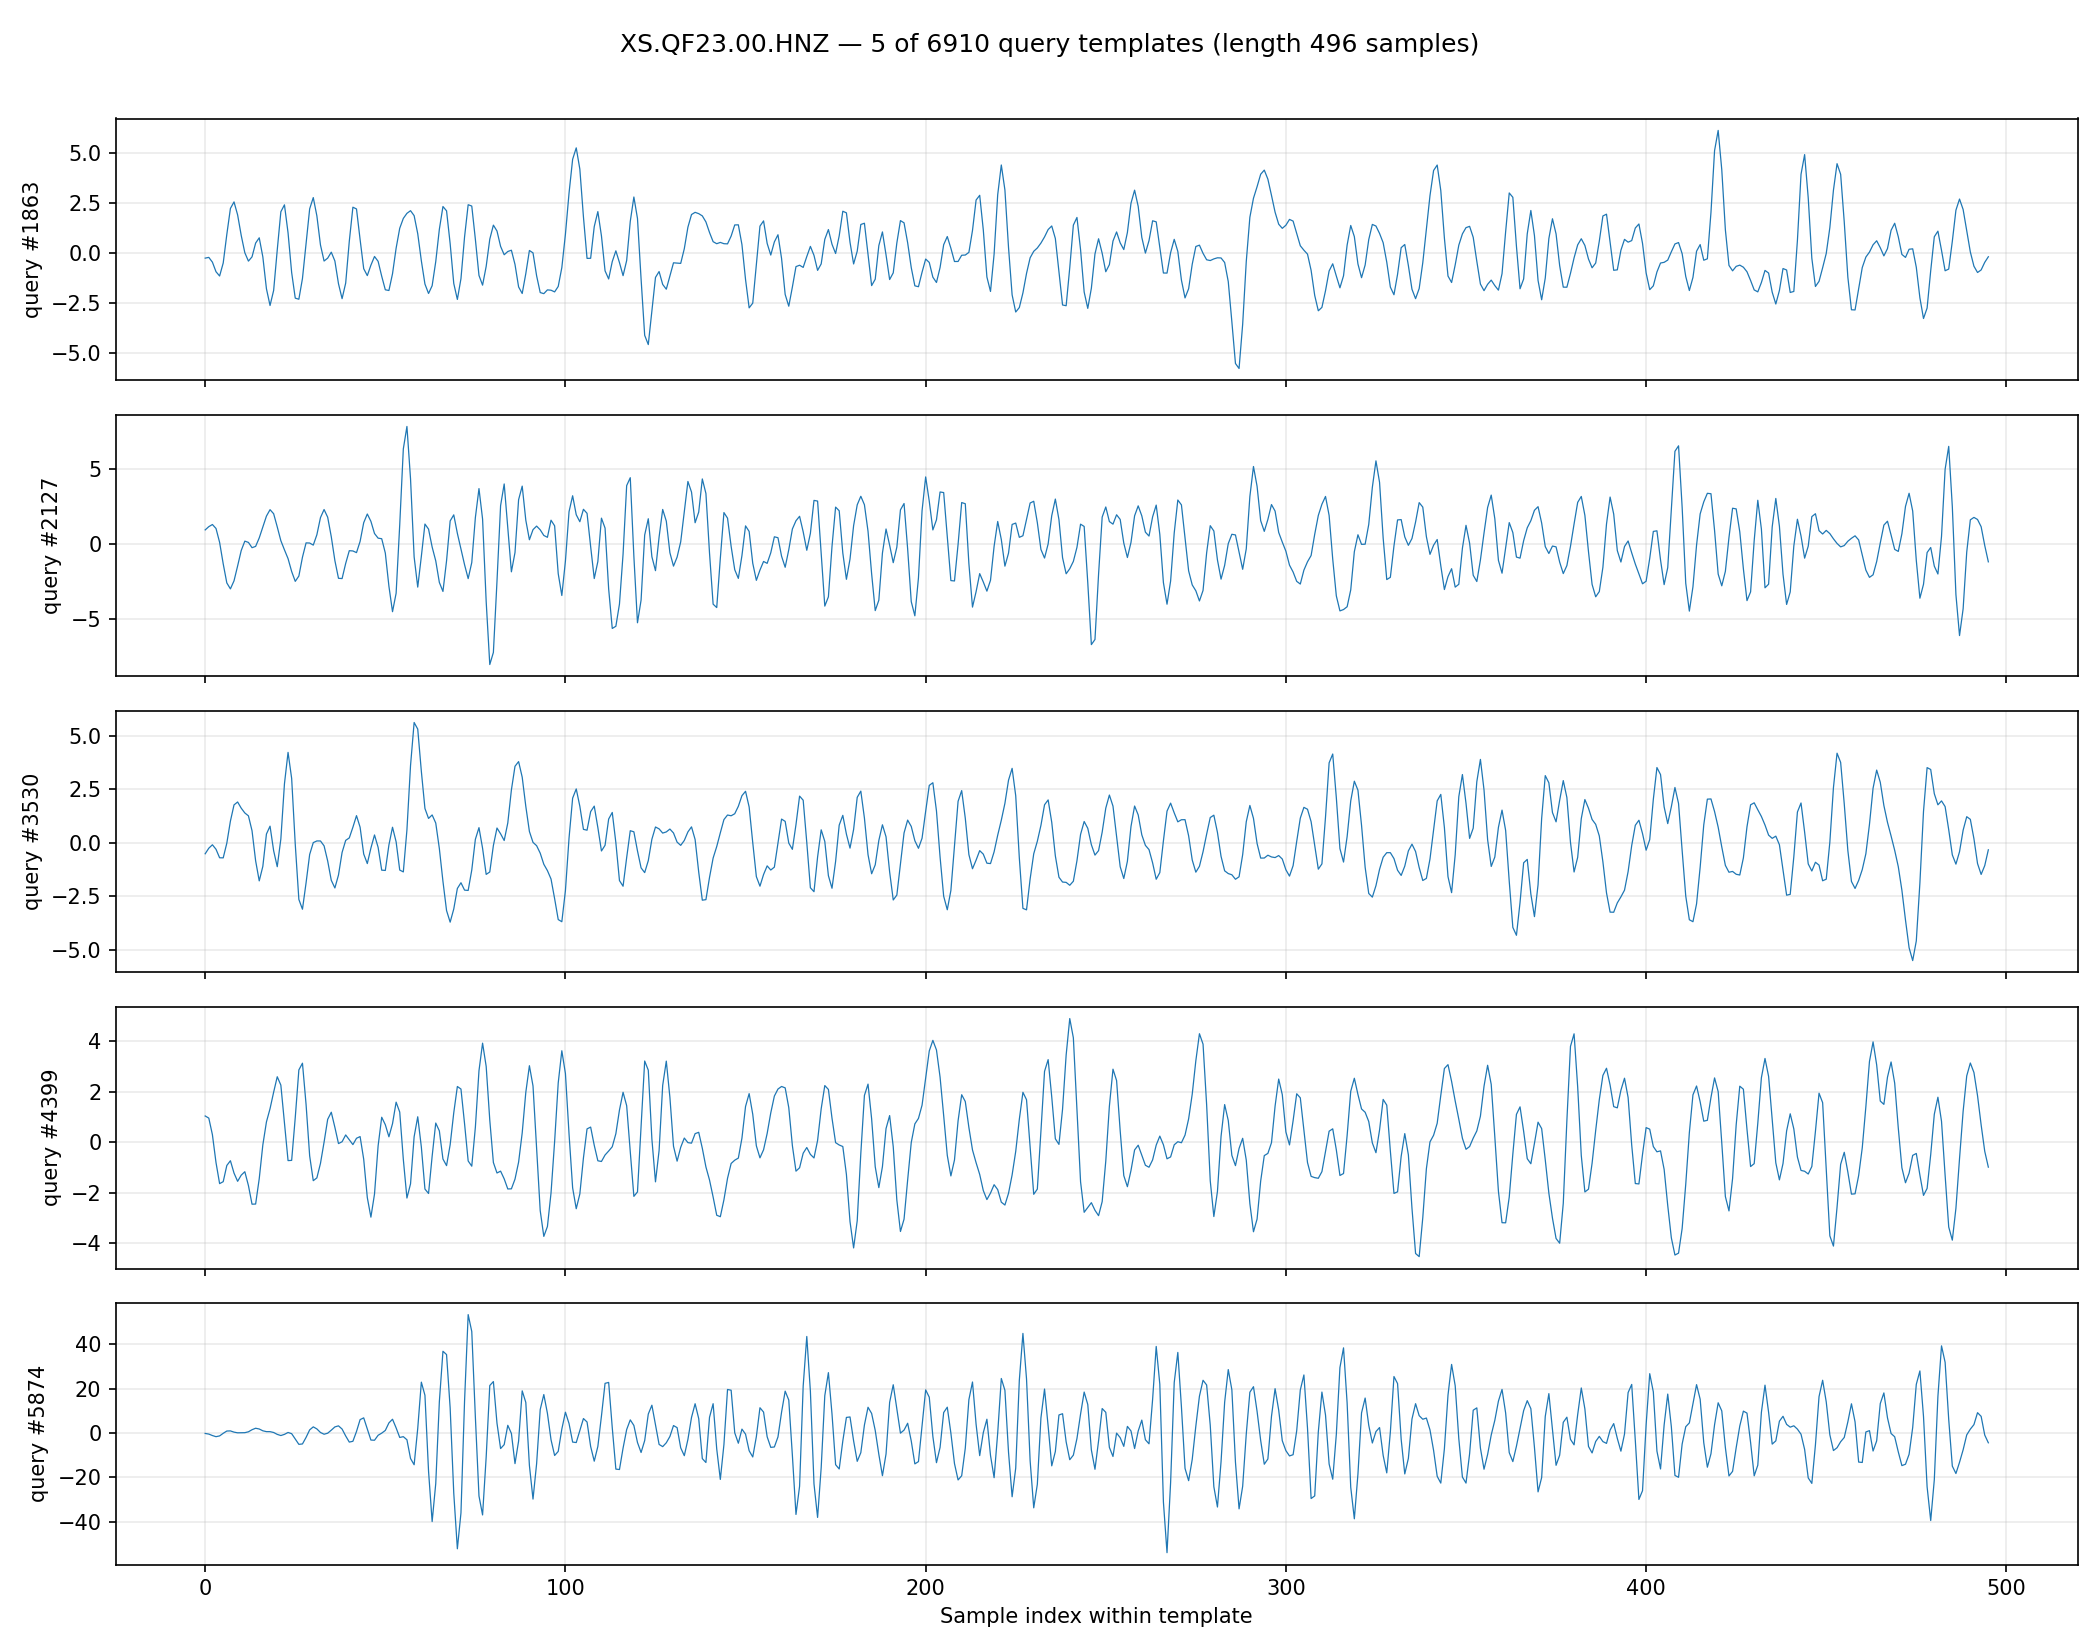 XS.QF23.00.HNZ — 5 of 6910 query templates (length 496 samples)
query #1863
5.0
2.5
0.0
−2.5
−5.0
query #2127
5
0
−5
query #3530
5.0
2.5
0.0
−2.5
−5.0
query #4399
4
2
0
−2
−4
query #5874
40
20
0
−20
−40
0 100 200 300 400 500
Sample index within template